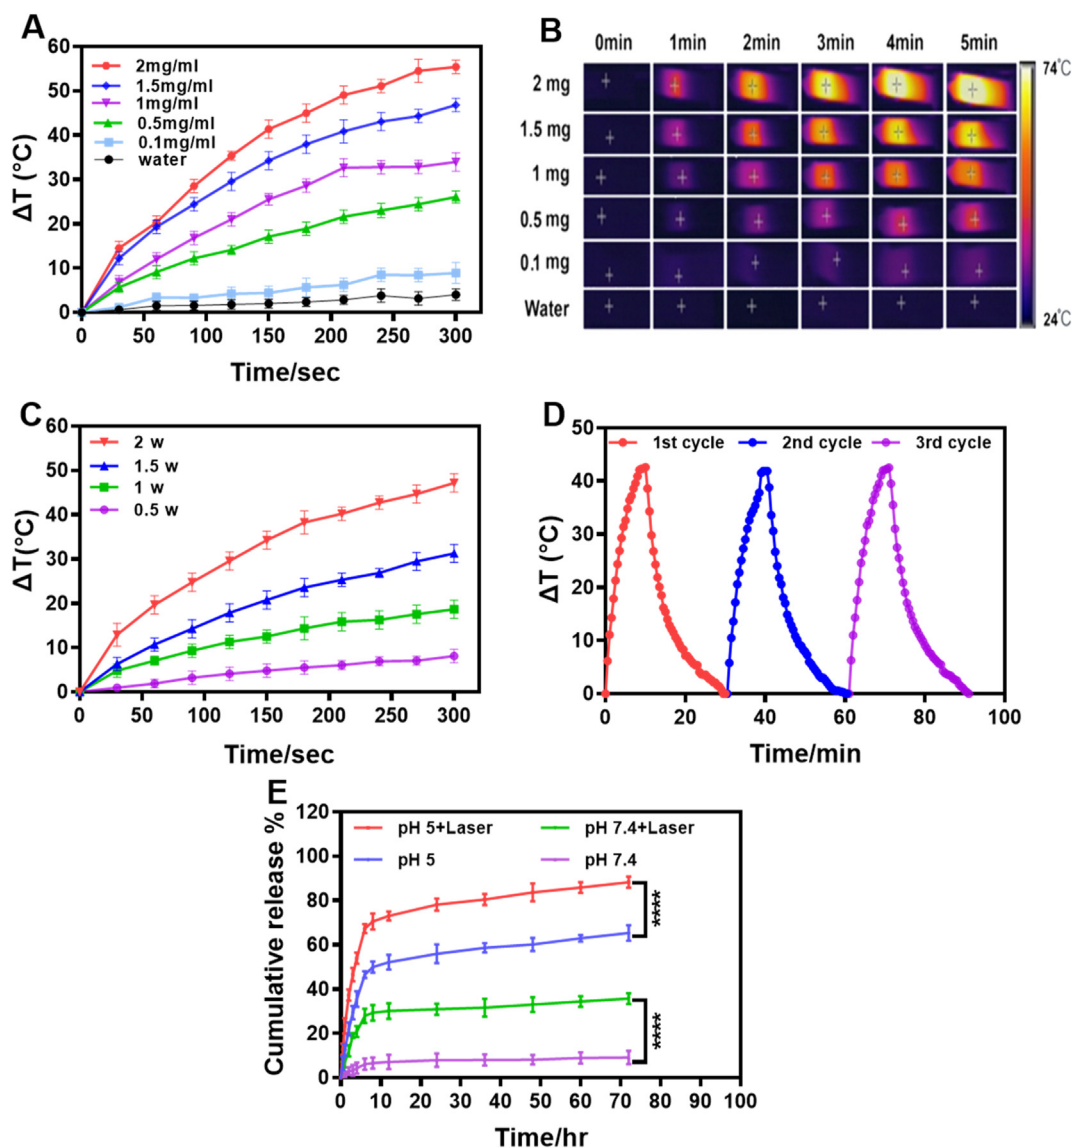 A
60
50
40
30
20
10
0
ΔT (°C)
2mg/ml
1.5mg/ml
1mg/ml
0.5mg/ml
0.1mg/ml
water
0 50 100 150 200 250 300
Time/sec
B
0min 1min 2min 3min 4min 5min
2 mg
1.5 mg
1 mg
0.5 mg
0.1 mg
Water
74°C
24°C
C
60
50
40
30
20
10
0
ΔT(°C)
2 w
1.5 w
1 w
0.5 w
0 50 100 150 200 250 300
Time/sec
D
50
40
30
20
10
0
ΔT (°C)
1st cycle 2nd cycle 3rd cycle
0 20 40 60 80 100
Time/min
E
120
100
80
60
40
20
0
Cumulative release %
pH 5+Laser pH 7.4+Laser
pH 5 pH 7.4
****
****
0 10 20 30 40 50 60 70 80 90 100
Time/hr